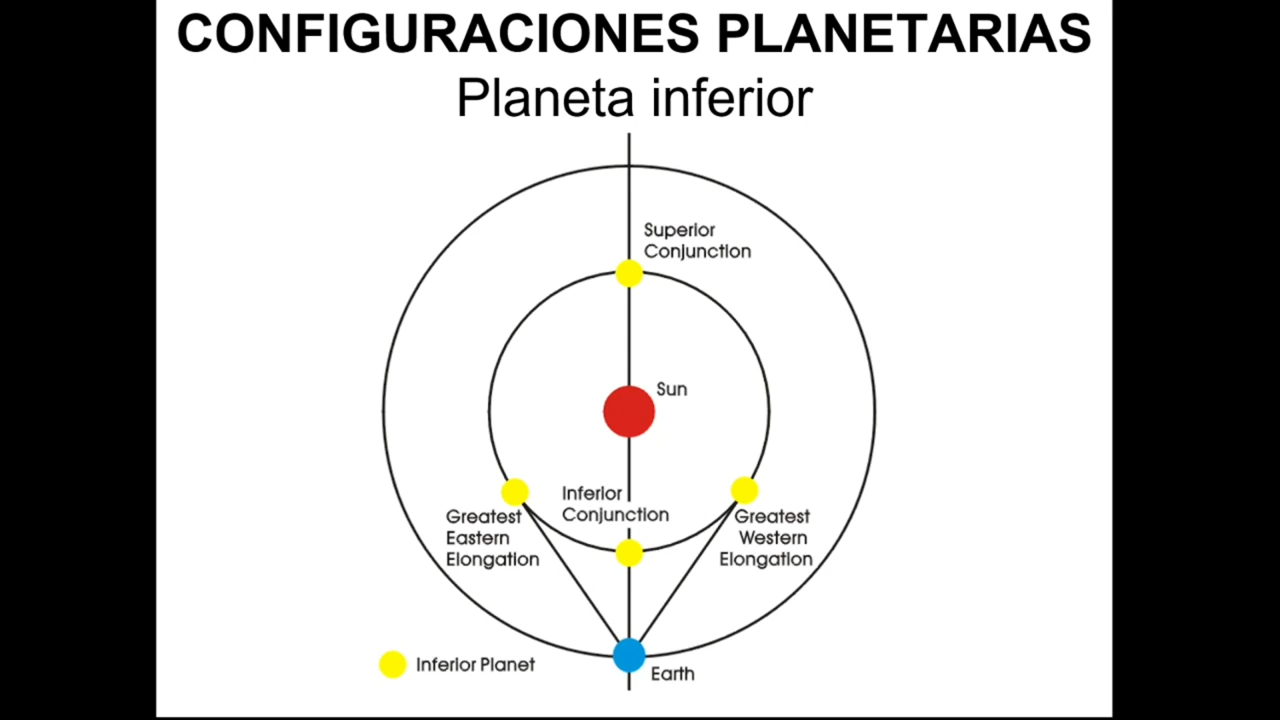 CONFIGURACIONES PLANETARIAS
Planeta inferior
Superior
Conjunction
Sun
Inferior
Conjunction
Greatest
Eastern
Elongation
Greatest
Western
Elongation
Inferior Planet
Earth